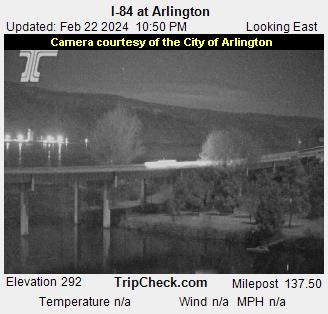 I-84 at Arlington
Updated: Feb 22 2024 10:50 PM Looking East
Camera courtesy of the City of Arlington
Elevation 292 TripCheck.com Milepost 137.50
Temperature n/a Wind n/a MPH n/a